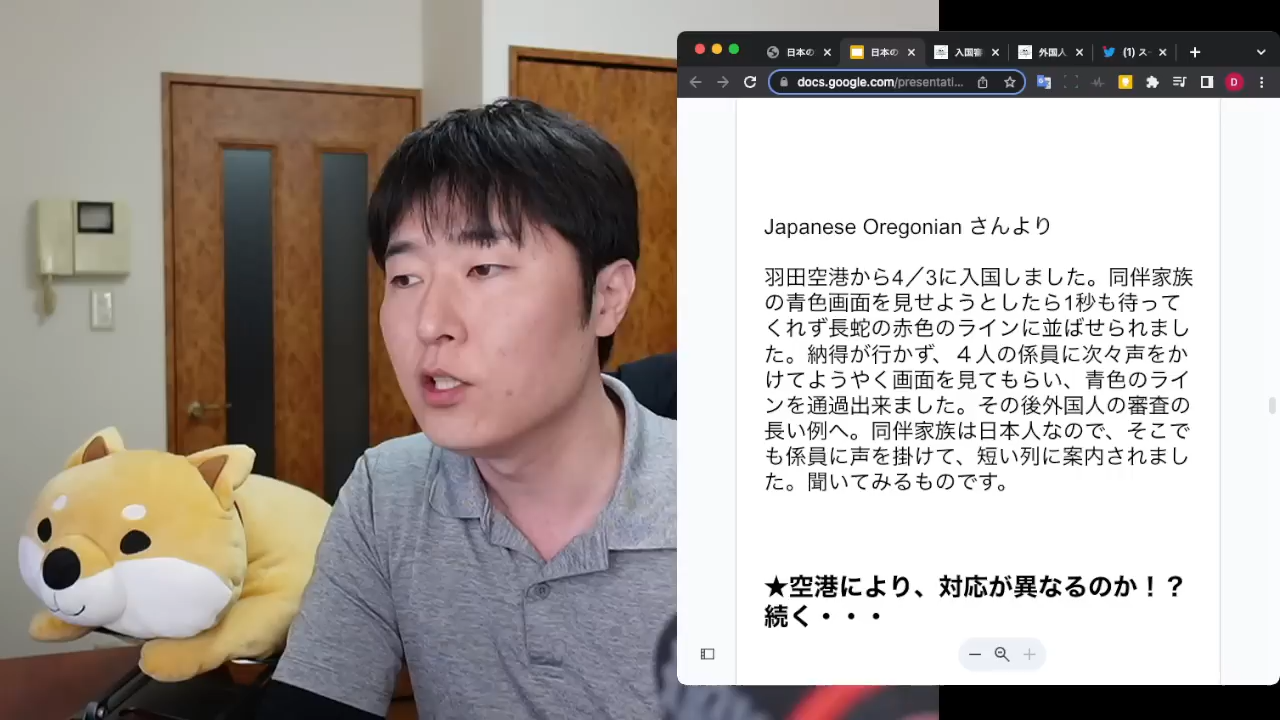 日本の
日本の
入国審
外国人
(1) ス
docs.google.com/presentati...
D
Japanese Oregonian さんより
羽田空港から4／3に入国しました。同伴家族
の青色画面を見せようとしたら1秒も待って
くれず長蛇の赤色のラインに並ばせられまし
た。納得が行かず、４人の係員に次々声をか
けてようやく画面を見てもらい、青色のライ
ンを通過出来ました。その後外国人の審査の
長い例へ。同伴家族は日本人なので、そこで
も係員に声を掛けて、短い列に案内されまし
た。聞いてみるものです。
★空港により、対応が異なるのか！？
続く・・・